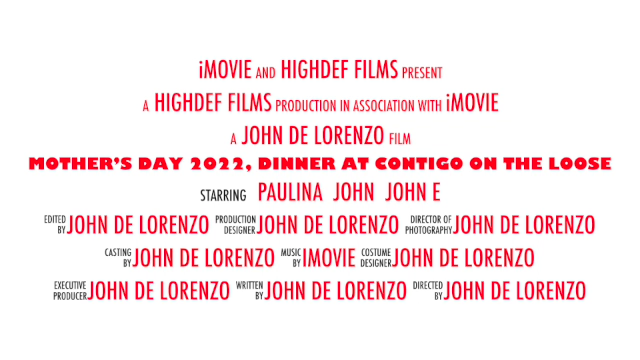 iMOVIE AND HIGHDEF FILMS PRESENT
A HIGHDEF FILMS PRODUCTION IN ASSOCIATION WITH iMOVIE
A JOHN DE LORENZO FILM
MOTHER'S DAY 2022, DINNER AT CONTIGO ON THE LOOSE
STARRING PAULINA JOHN JOHN E
EDITED BY JOHN DE LORENZO PRODUCTION DESIGNER JOHN DE LORENZO DIRECTOR OF PHOTOGRAPHY JOHN DE LORENZO
CASTING BY JOHN DE LORENZO MUSIC BY IMOVIE COSTUME DESIGNER JOHN DE LORENZO
EXECUTIVE PRODUCER JOHN DE LORENZO WRITTEN BY JOHN DE LORENZO DIRECTED BY JOHN DE LORENZO